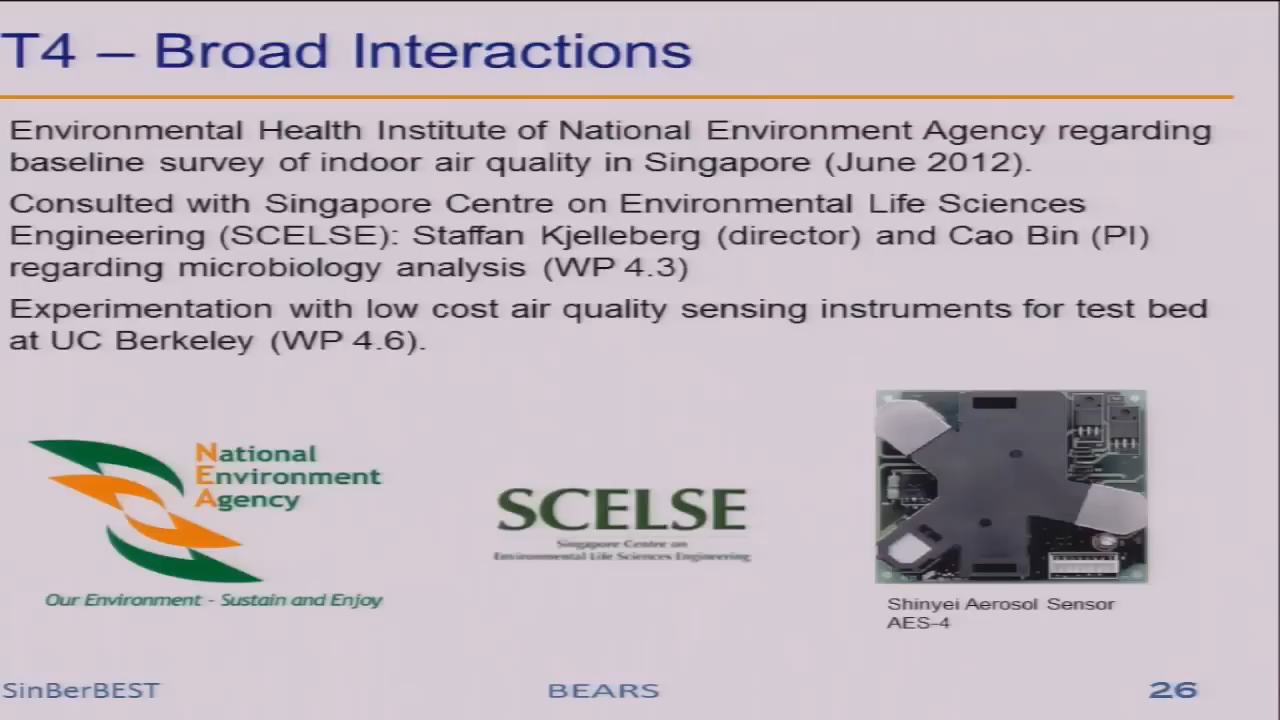 T4 – Broad Interactions
Environmental Health Institute of National Environment Agency regarding
baseline survey of indoor air quality in Singapore (June 2012).
Consulted with Singapore Centre on Environmental Life Sciences
Engineering (SCELSE): Staffan Kjelleberg (director) and Cao Bin (PI)
regarding microbiology analysis (WP 4.3)
Experimentation with low cost air quality sensing instruments for test bed
at UC Berkeley (WP 4.6).
National
Environment
Agency
Our Environment - Sustain and Enjoy
SCELSE
Singapore Centre on
Environmental Life Sciences Engineering
Shinyei Aerosol Sensor
AES-4
SinBerBEST
BEARS
26